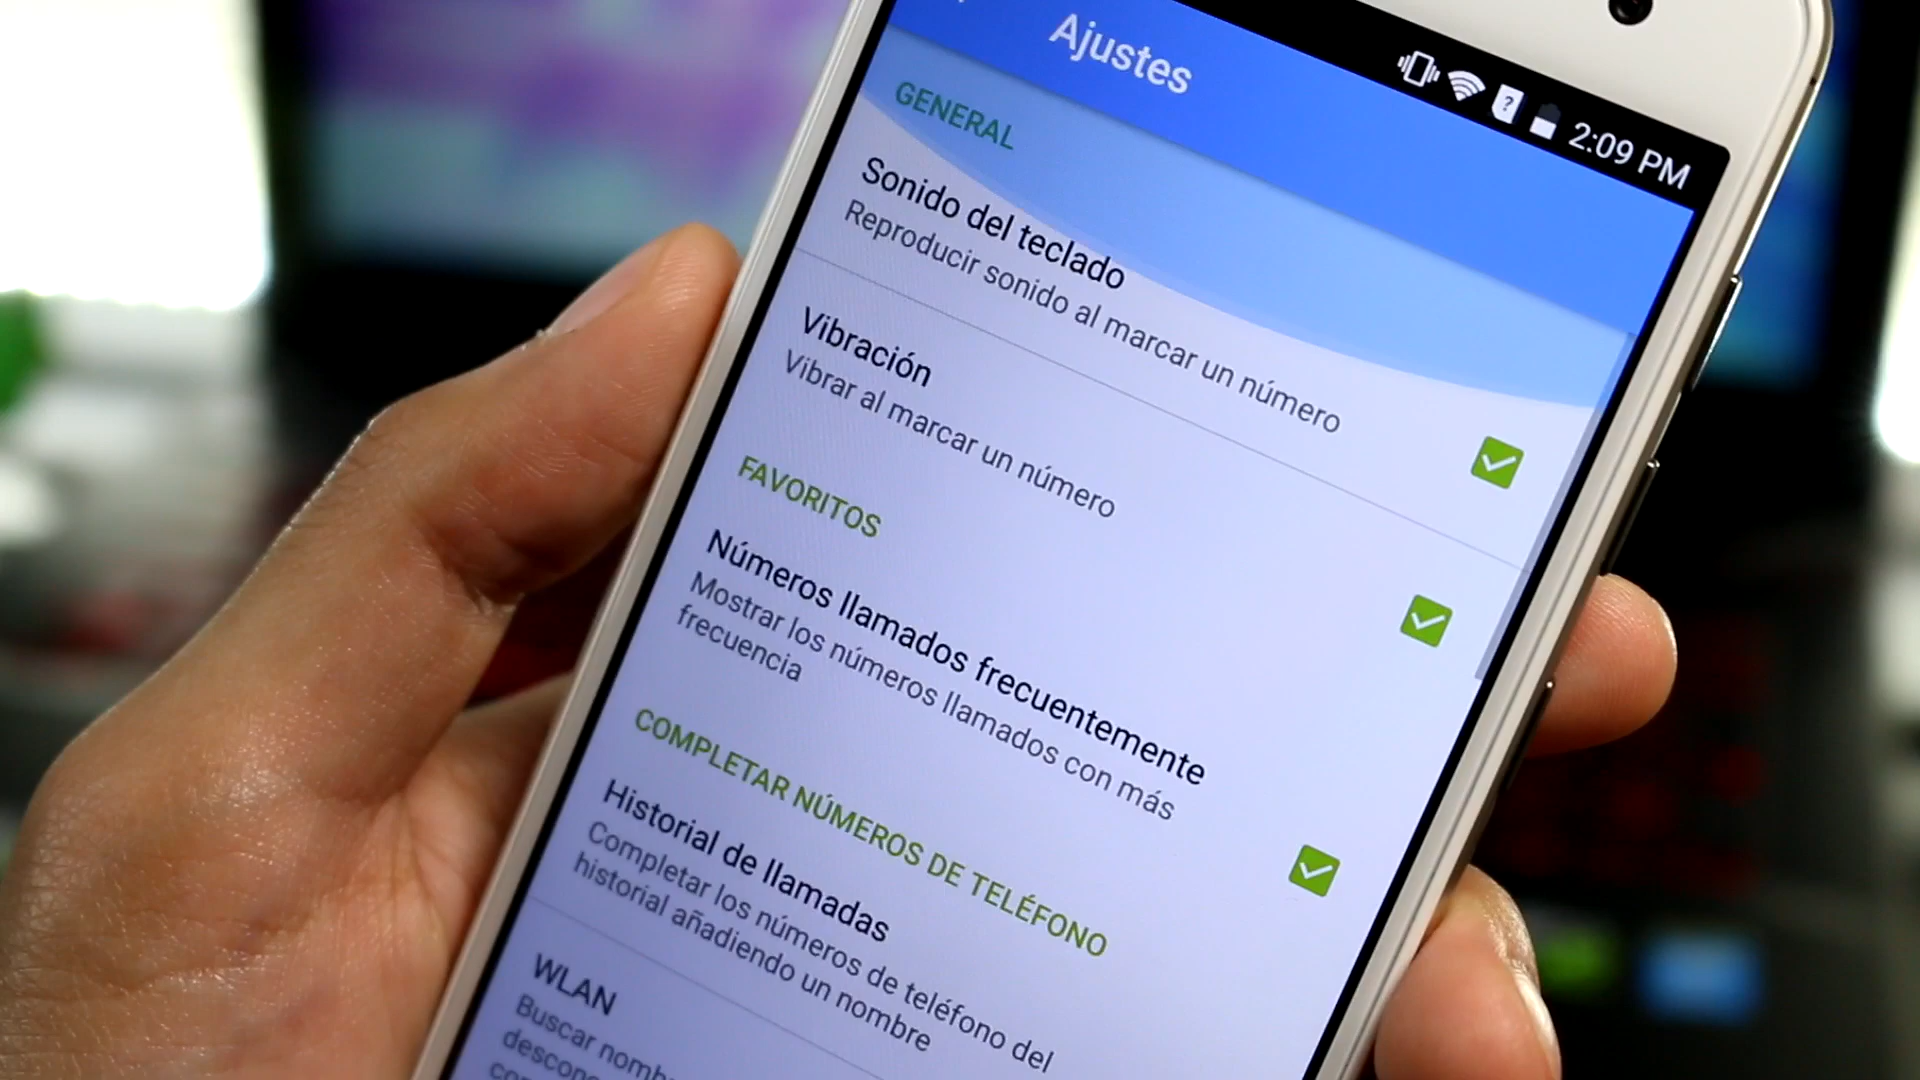 2:09 PM
Ajustes
GENERAL
Sonido del teclado
Reproducir sonido al marcar un número
Vibración
Vibrar al marcar un número
FAVORITOS
Números llamados frecuentemente
Mostrar los números llamados con más
frecuencia
COMPLETAR NÚMEROS DE TELÉFONO
Historial de llamadas
Completar los números de teléfono del
historial añadiendo un nombre
WLAN
Buscar